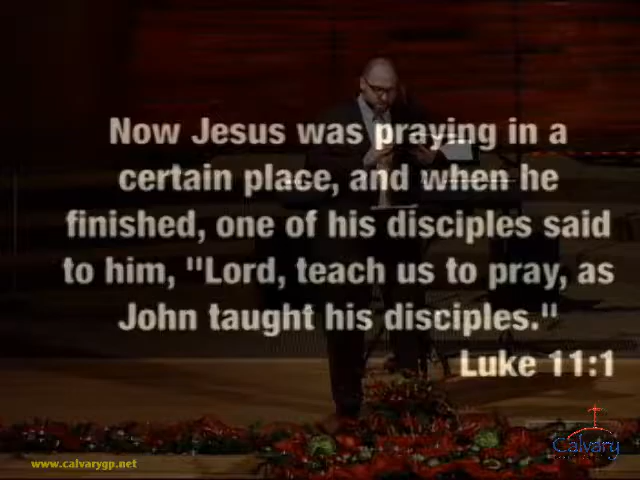 Now Jesus was praying in a
certain place, and when he
finished, one of his disciples said
to him, "Lord, teach us to pray, as
John taught his disciples."
Luke 11:1
Calvary
www.calvarygp.net